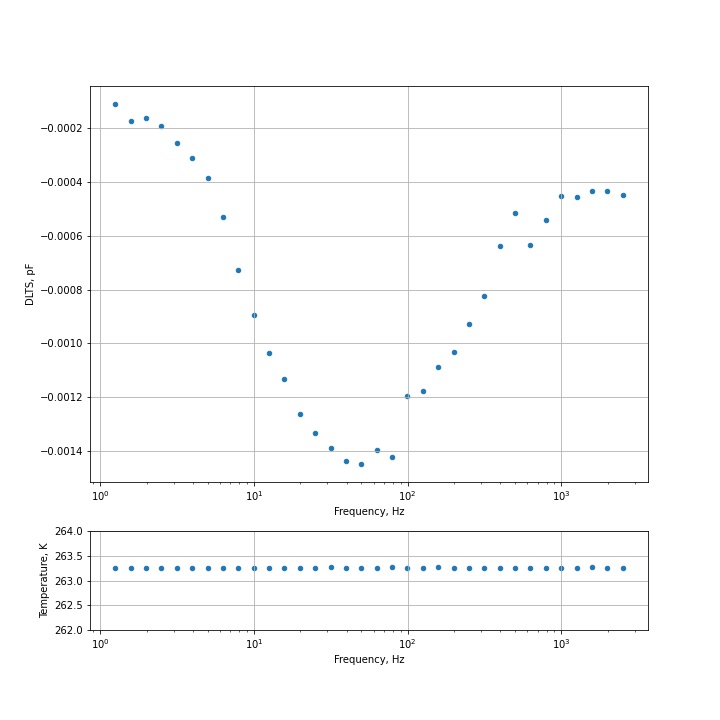 DLTS, pF
−0.0002
−0.0004
−0.0006
−0.0008
−0.0010
−0.0012
−0.0014
10⁰ 10¹ 10² 10³
Frequency, Hz
Temperature, K
264.0
263.5
263.0
262.5
262.0
10⁰ 10¹ 10² 10³
Frequency, Hz